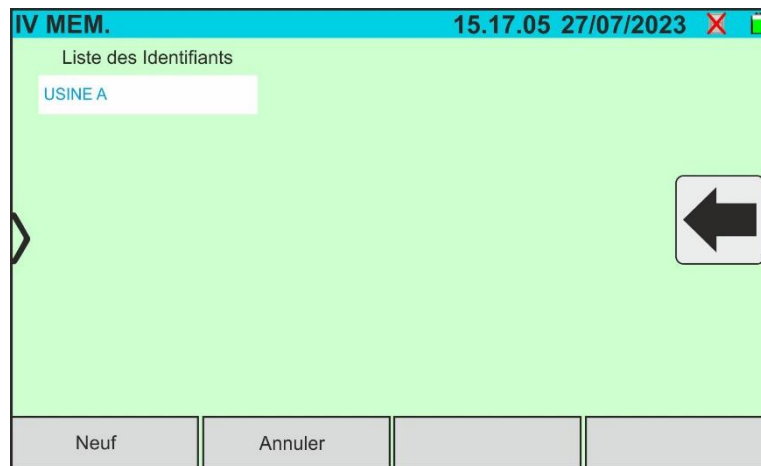 IV MEM. 15.17.05 27/07/2023
Liste des Identifiants
USINE A
Neuf Annuler